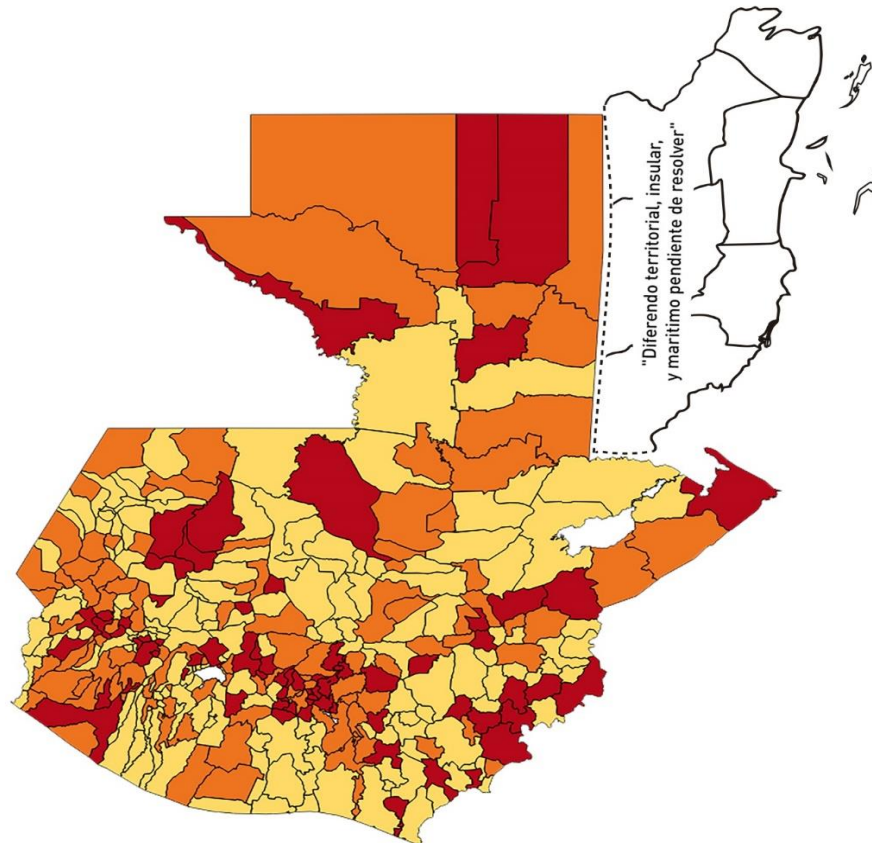 "Diferendo territorial, insular,
y marítimo pendiente de resolver"